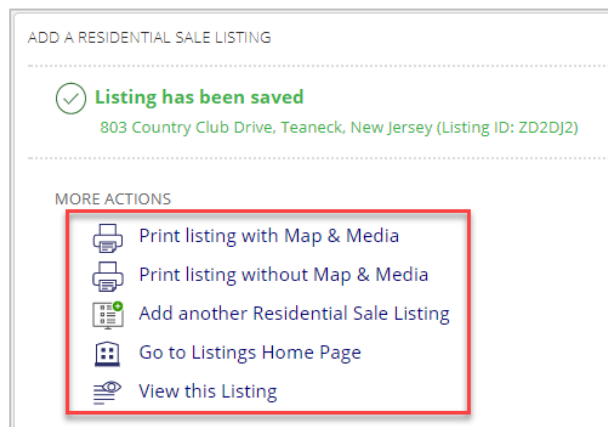 ADD A RESIDENTIAL SALE LISTING
Listing has been saved
803 Country Club Drive, Teaneck, New Jersey (Listing ID: ZD2DJ2)
MORE ACTIONS
Print listing with Map & Media
Print listing without Map & Media
Add another Residential Sale Listing
Go to Listings Home Page
View this Listing